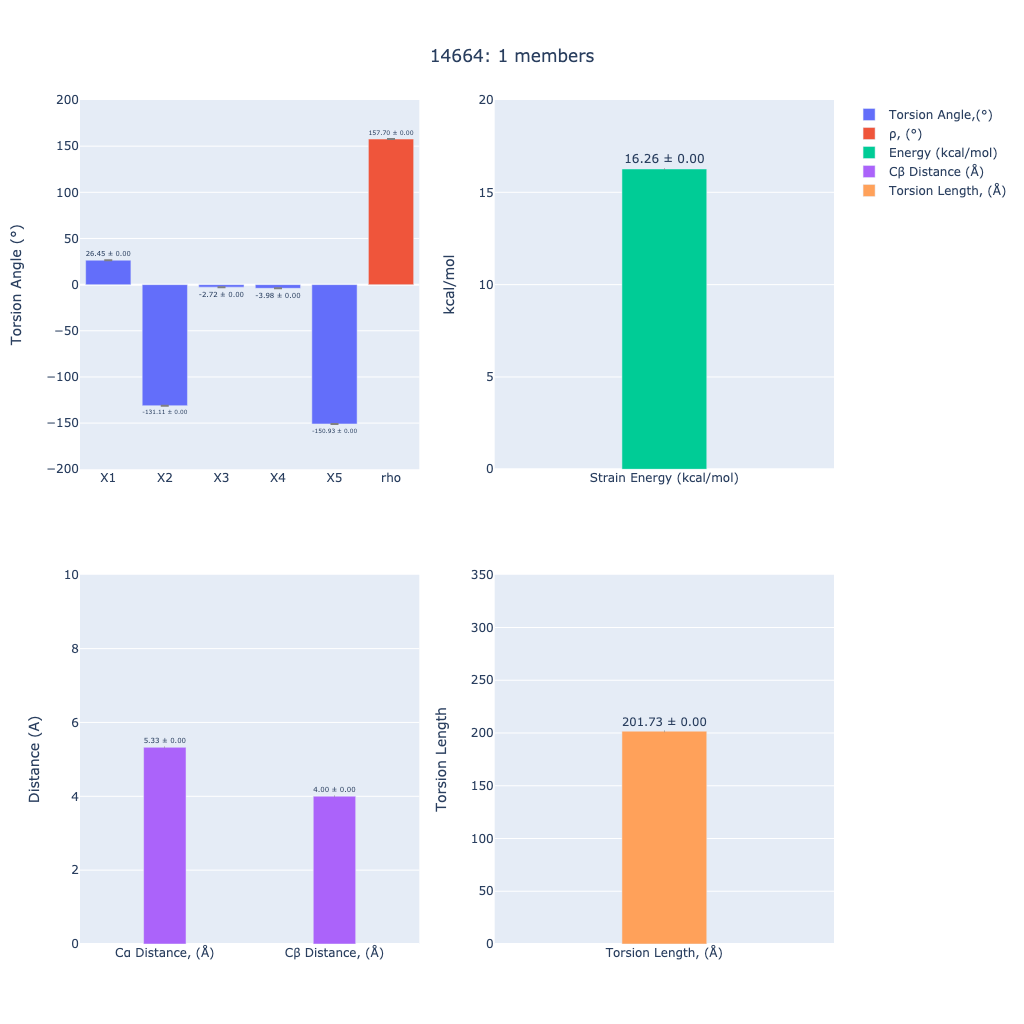 14664: 1 members
Torsion Angle,(°)
ρ, (°)
Energy (kcal/mol)
Cβ Distance (Å)
Torsion Length, (Å)
Torsion Angle (°)
200
150
100
50
0
−50
−100
−150
−200
26.45 ± 0.00
-131.11 ± 0.00
-2.72 ± 0.00
-3.98 ± 0.00
-150.93 ± 0.00
157.70 ± 0.00
X1 X2 X3 X4 X5 rho
kcal/mol
20
15
10
5
0
16.26 ± 0.00
Strain Energy (kcal/mol)
Distance (A)
10
8
6
4
2
0
5.33 ± 0.00
4.00 ± 0.00
Cα Distance, (Å) Cβ Distance, (Å)
Torsion Length
350
300
250
200
150
100
50
0
201.73 ± 0.00
Torsion Length, (Å)